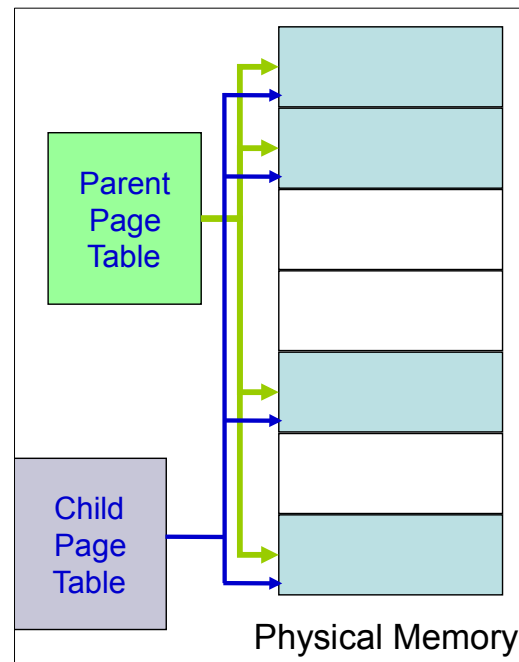 Parent
Page
Table
Child
Page
Table
Physical Memory